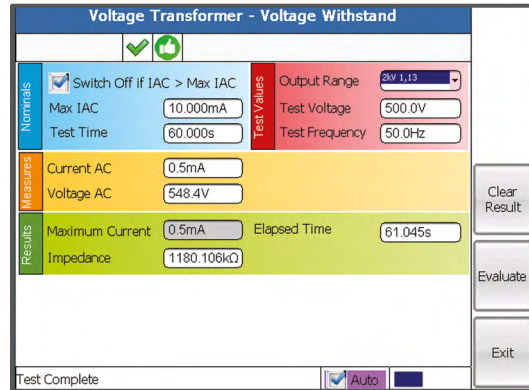 Voltage Transformer - Voltage Withstand
Nominals
Switch Off if IAC > Max IAC
Max IAC 10.000mA
Test Time 60.000s
Test Values
Output Range 2kV 1,13
Test Voltage 500.0V
Test Frequency 50.0Hz
Measures
Current AC 0.5mA
Voltage AC 548.4V
Results
Maximum Current 0.5mA Elapsed Time 61.045s
Impedance 1180.106kΩ
Clear
Result
Evaluate
Exit
Test Complete Auto